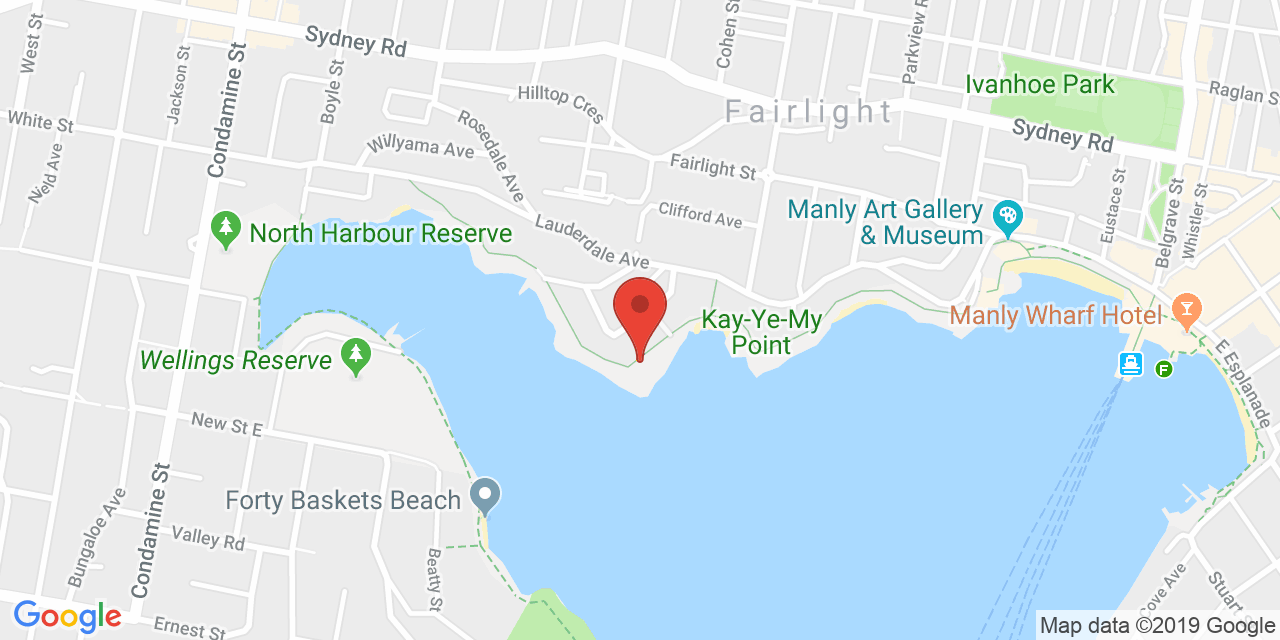 West St
Jackson St
Condamine St
Boyle St
Sydney Rd
Cohen St
Parkview R
Ivanhoe Park
Raglan S
Hilltop Cres
Fairlight
Sydney Rd
White St
Rosedale Ave
Willyama Ave
Fairlight St
Neld Ave
Eustace St
Belgrave St
Whistler St
Manly Art Gallery
& Museum
Clifford Ave
Lauderdale Ave
North Harbour Reserve
Kay-Ye-My
Point
Manly Wharf Hotel
Wellings Reserve
F
E Esplanade
New St E
Condamine St
Forty Baskets Beach
Bungaloe Ave
Valley Rd
Beatty St
Cove Ave
Stuart
Google
Ernest St
Map data ©2019 Google